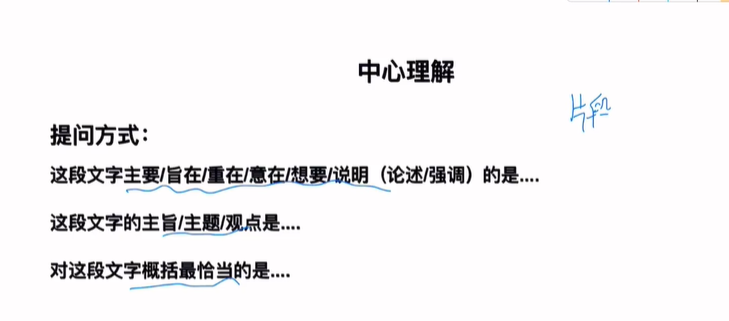 中心理解
片段
提问方式：
这段文字主要/旨在/重在/意在/想要/说明（论述/强调）的是....
这段文字的主旨/主题/观点是....
对这段文字概括最恰当的是....